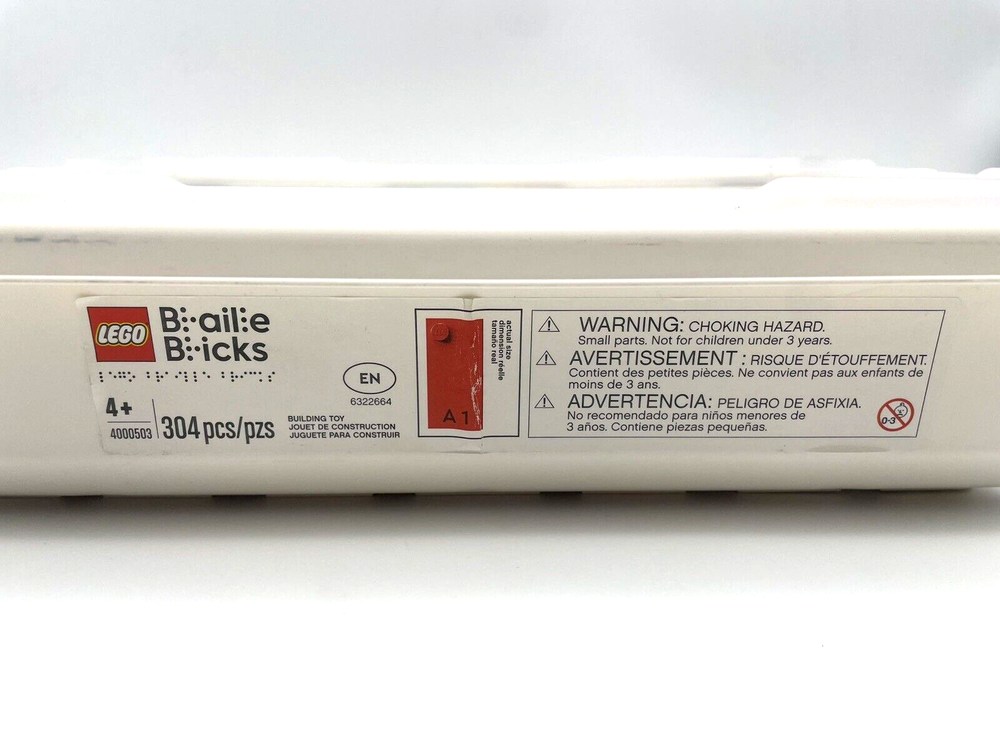 LEGO
B⠗ail⠇e
B⠗icks
⠇⠑⠛⠕ ⠃⠗⠁⠊⠇⠇⠑ ⠃⠗⠊⠉⠅⠎
4+
4000503
304 pcs/pzs
BUILDING TOY
JOUET DE CONSTRUCTION
JUGUETE PARA CONSTRUIR
EN
6322664
A 1
actual size
dimension réelle
tamaño real
WARNING: CHOKING HAZARD.
Small parts. Not for children under 3 years.
AVERTISSEMENT : RISQUE D'ÉTOUFFEMENT.
Contient des petites pièces. Ne convient pas aux enfants de
moins de 3 ans.
ADVERTENCIA: PELIGRO DE ASFIXIA.
No recomendado para niños menores de
3 años. Contiene piezas pequeñas.
0-3